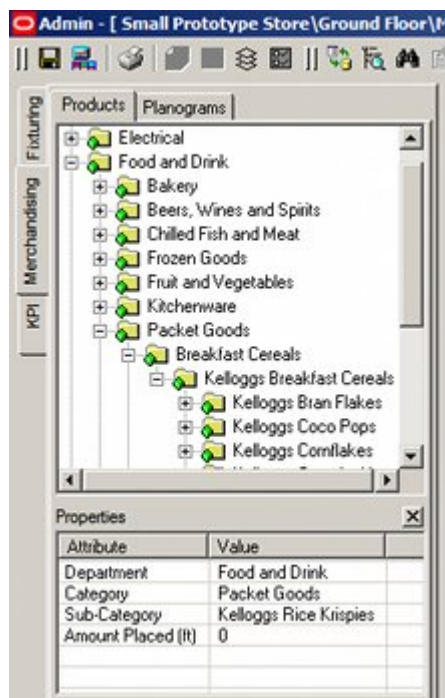 Admin - [ Small Prototype Store\Ground Floor\
Fixturing
Merchandising
KPI
Products
Planograms
Electrical
Food and Drink
Bakery
Beers, Wines and Spirits
Chilled Fish and Meat
Frozen Goods
Fruit and Vegetables
Kitchenware
Packet Goods
Breakfast Cereals
Kelloggs Breakfast Cereals
Kelloggs Bran Flakes
Kelloggs Coco Pops
Kelloggs Cornflakes
Properties
Attribute Value
Department Food and Drink
Category Packet Goods
Sub-Category Kelloggs Rice Krispies
Amount Placed (ft) 0